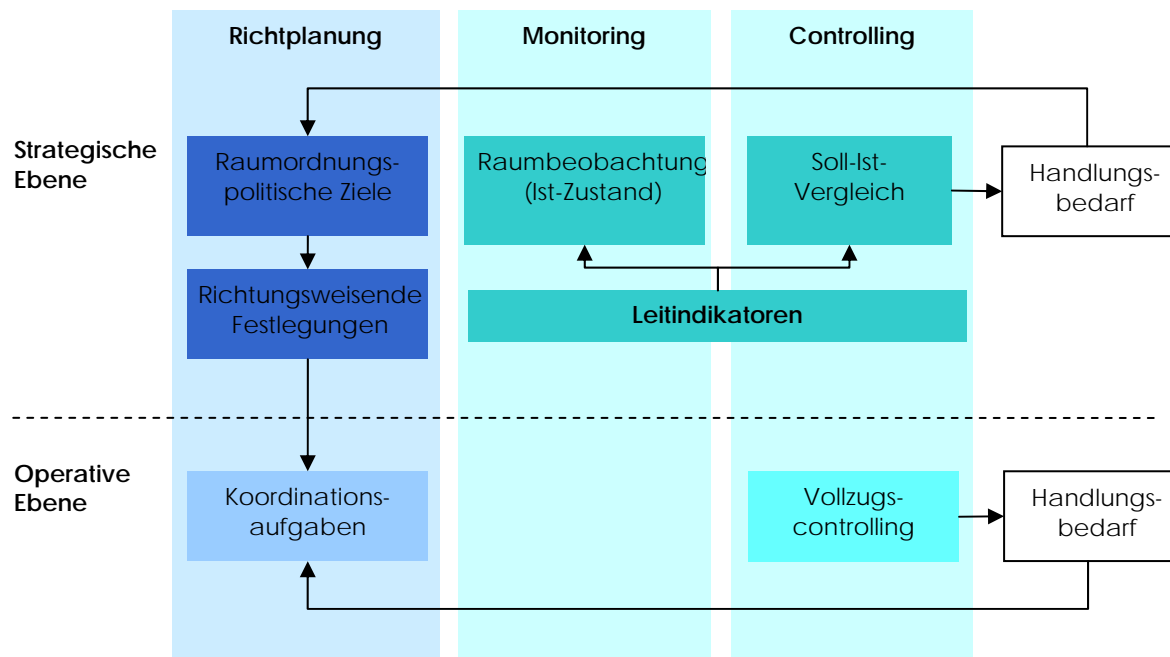 Richtplanung
Monitoring
Controlling
Strategische
Ebene
Raumordnungs-
politische Ziele
Raumbeobachtung
(Ist-Zustand)
Soll-Ist-
Vergleich
Handlungs-
bedarf
Richtungsweisende
Festlegungen
Leitindikatoren
Operative
Ebene
Koordinations-
aufgaben
Vollzugs-
controlling
Handlungs-
bedarf